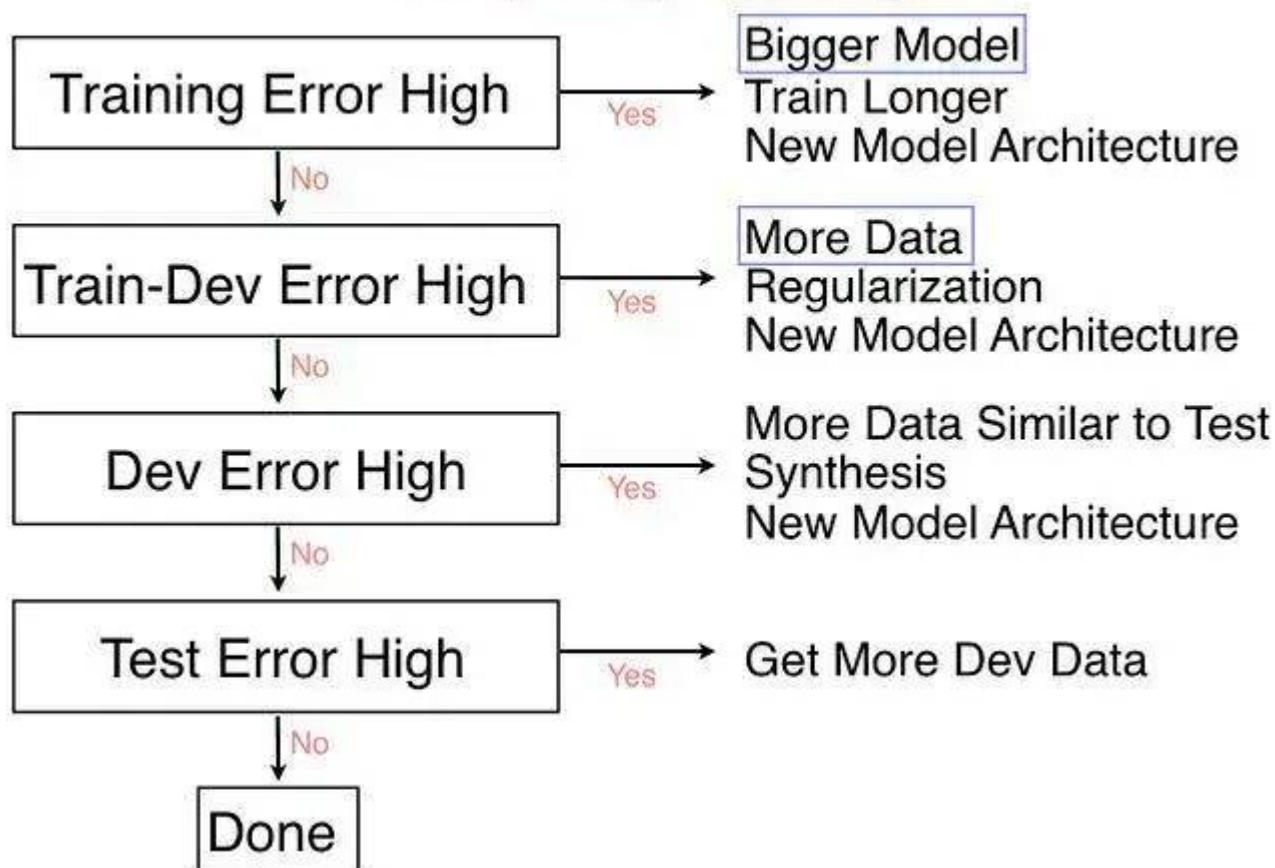 Training Error High
Yes
Bigger Model
Train Longer
New Model Architecture
No
Train-Dev Error High
Yes
More Data
Regularization
New Model Architecture
No
Dev Error High
Yes
More Data Similar to Test
Synthesis
New Model Architecture
No
Test Error High
Yes
Get More Dev Data
No
Done